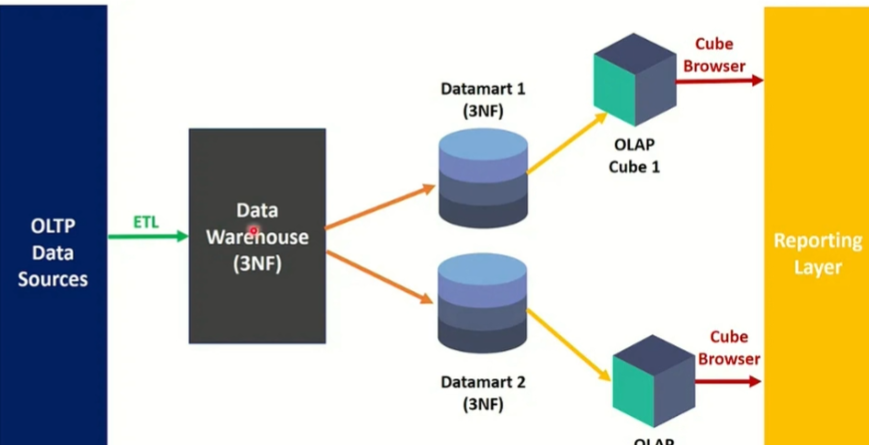 OLTP
Data
Sources
ETL
Data
Warehouse
(3NF)
Datamart 1
(3NF)
Datamart 2
(3NF)
OLAP
Cube 1
OLAP
Cube
Browser
Cube
Browser
Reporting
Layer